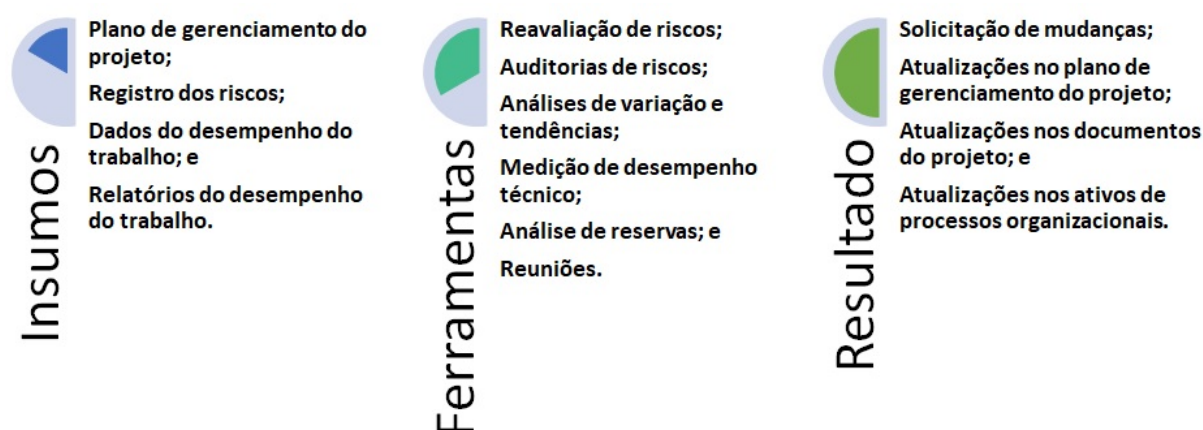 Insumos
Plano de gerenciamento do
projeto;
Registro dos riscos;
Dados do desempenho do
trabalho; e
Relatórios do desempenho
do trabalho.
Ferramentas
Reavaliação de riscos;
Auditorias de riscos;
Análises de variação e
tendências;
Medição de desempenho
técnico;
Análise de reservas; e
Reuniões.
Resultado
Solicitação de mudanças;
Atualizações no plano de
gerenciamento do projeto;
Atualizações nos documentos
do projeto; e
Atualizações nos ativos de
processos organizacionais.